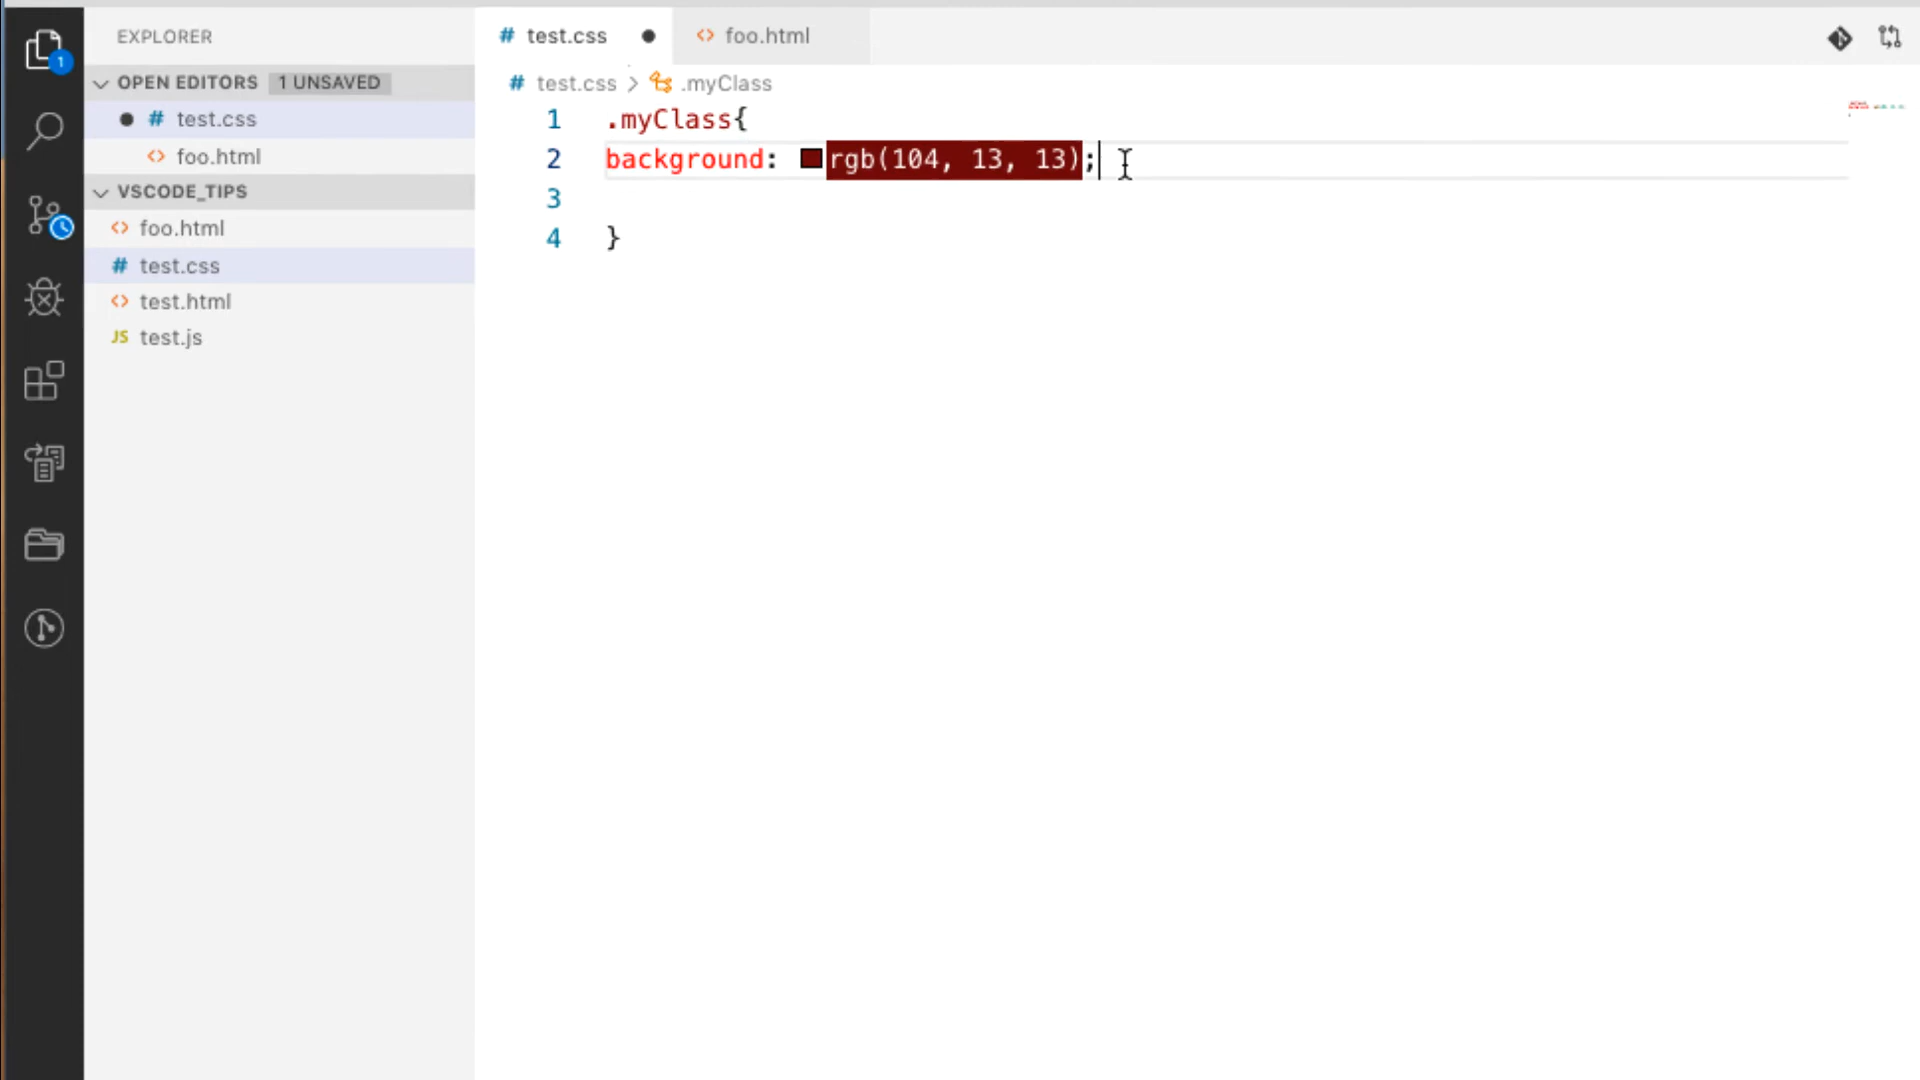 EXPLORER
OPEN EDITORS 1 UNSAVED
# test.css
<> foo.html
VSCODE_TIPS
<> foo.html
# test.css
<> test.html
JS test.js
1
# test.css
<> foo.html
# test.css > .myClass
1 .myClass{
2 background: rgb(104, 13, 13);
3
4 }